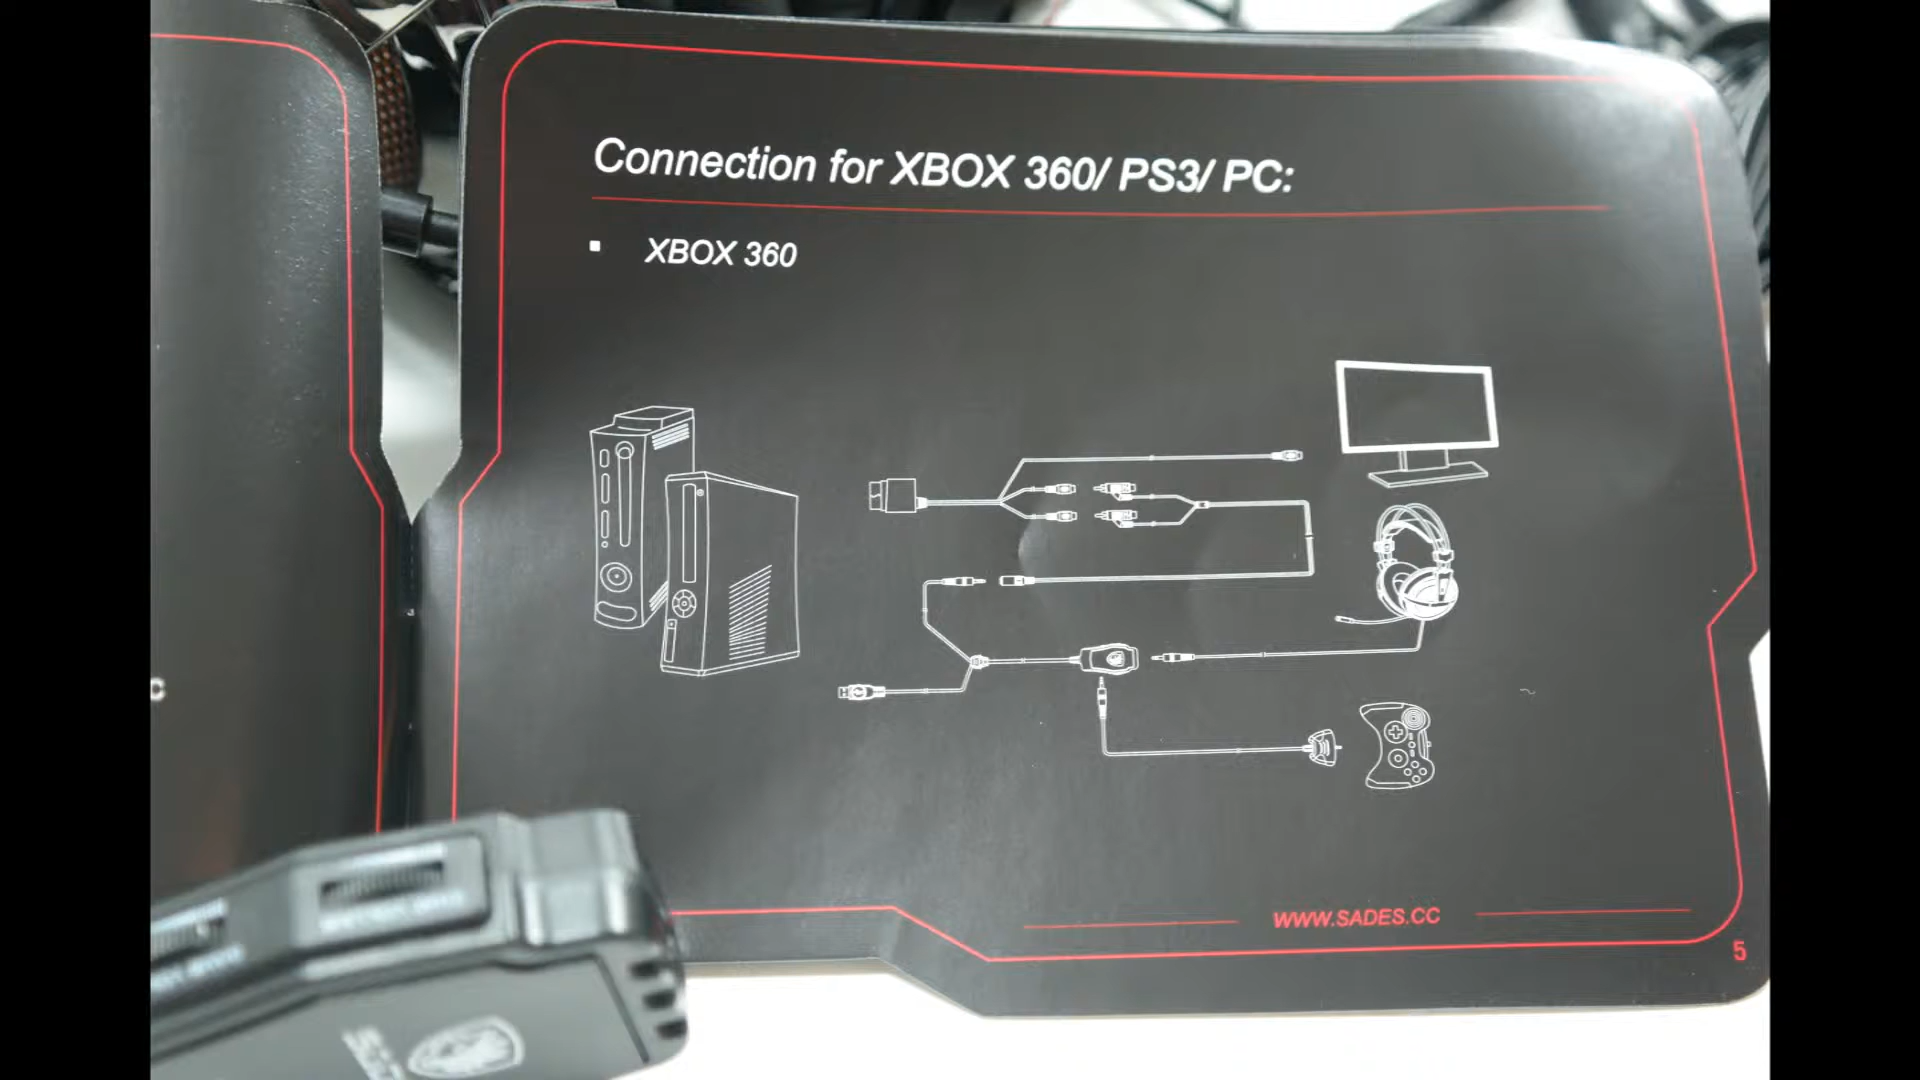 Connection for XBOX 360/ PS3/ PC:
▪ XBOX 360
WWW.SADES.CC
5